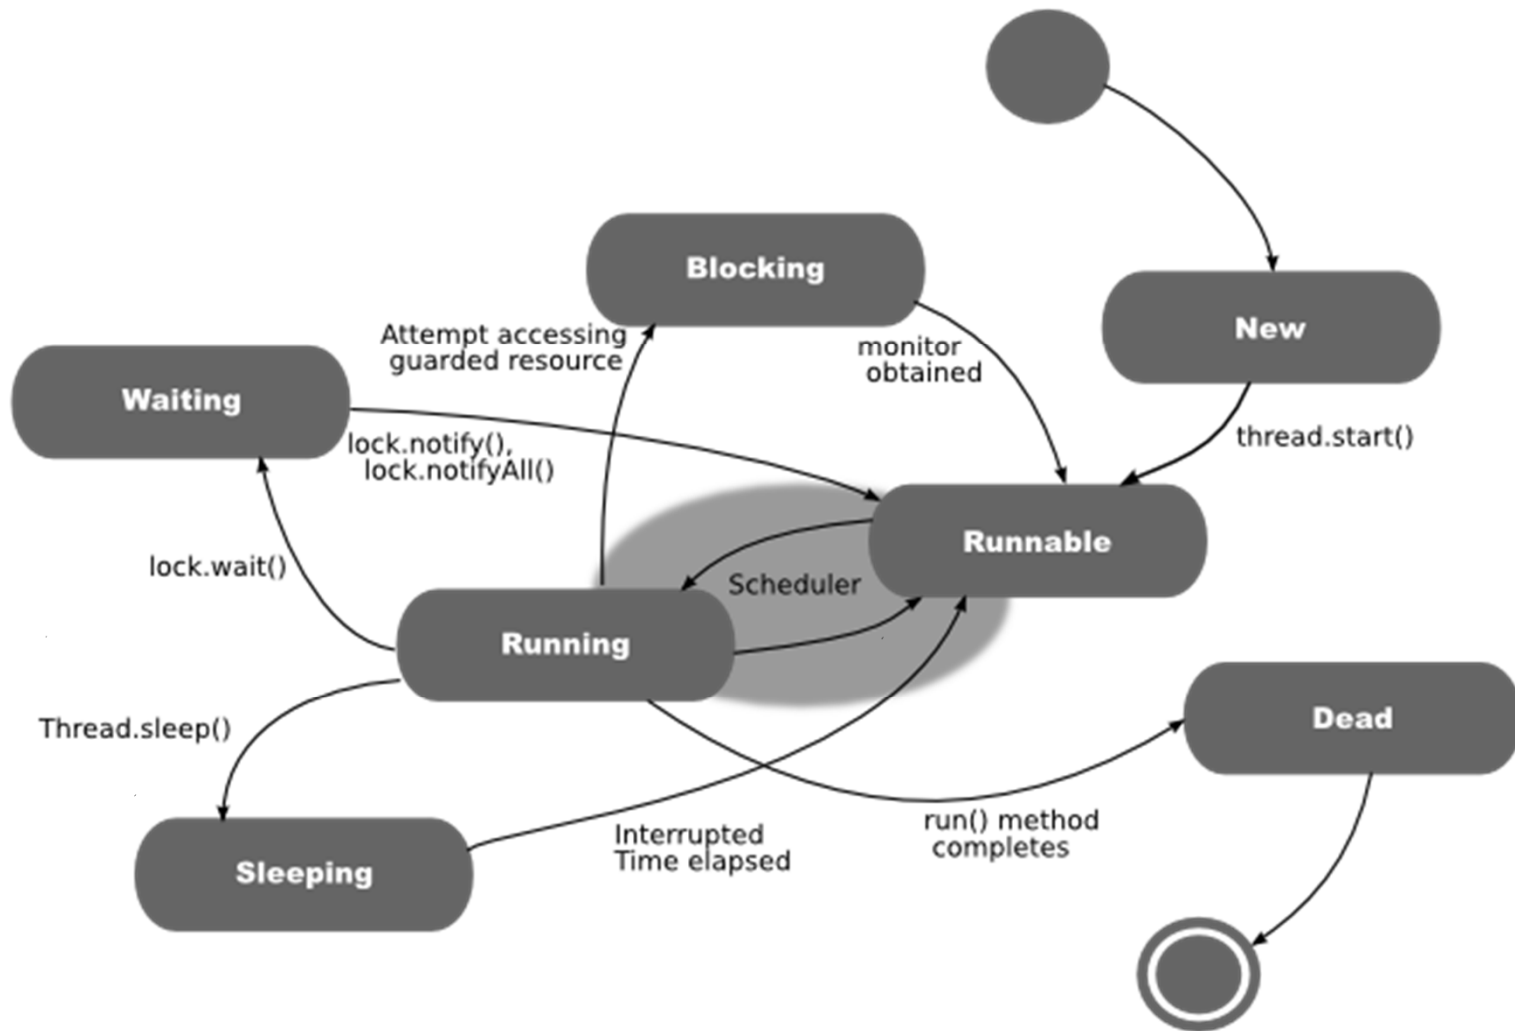 Blocking
New
Attempt accessing
guarded resource
monitor
obtained
Waiting
thread.start()
lock.notify(),
lock.notifyAll()
Runnable
lock.wait()
Scheduler
Running
Dead
Thread.sleep()
run() method
completes
Interrupted
Time elapsed
Sleeping